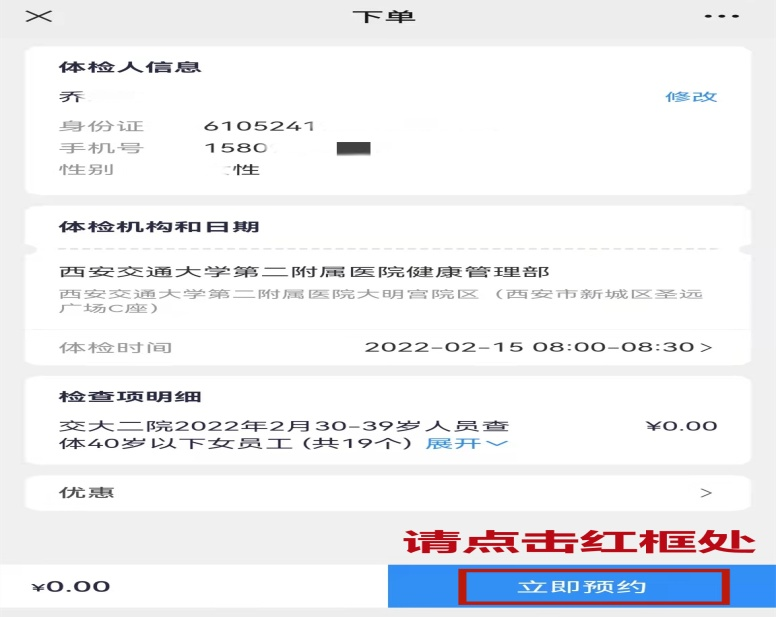 下单
体检人信息
乔
修改
身份证 6105241
手机号 1580
性别 性
体检机构和日期
西安交通大学第二附属医院健康管理部
西安交通大学第二附属医院大明宫院区（西安市新城区圣远
广场C座）
体检时间 2022-02-15 08:00-08:30>
检查项明细
交大二院2022年2月30-39岁人员查 ¥0.00
体40岁以下女员工 (共19个) 展开
优惠 >
请点击红框处
¥0.00 立即预约